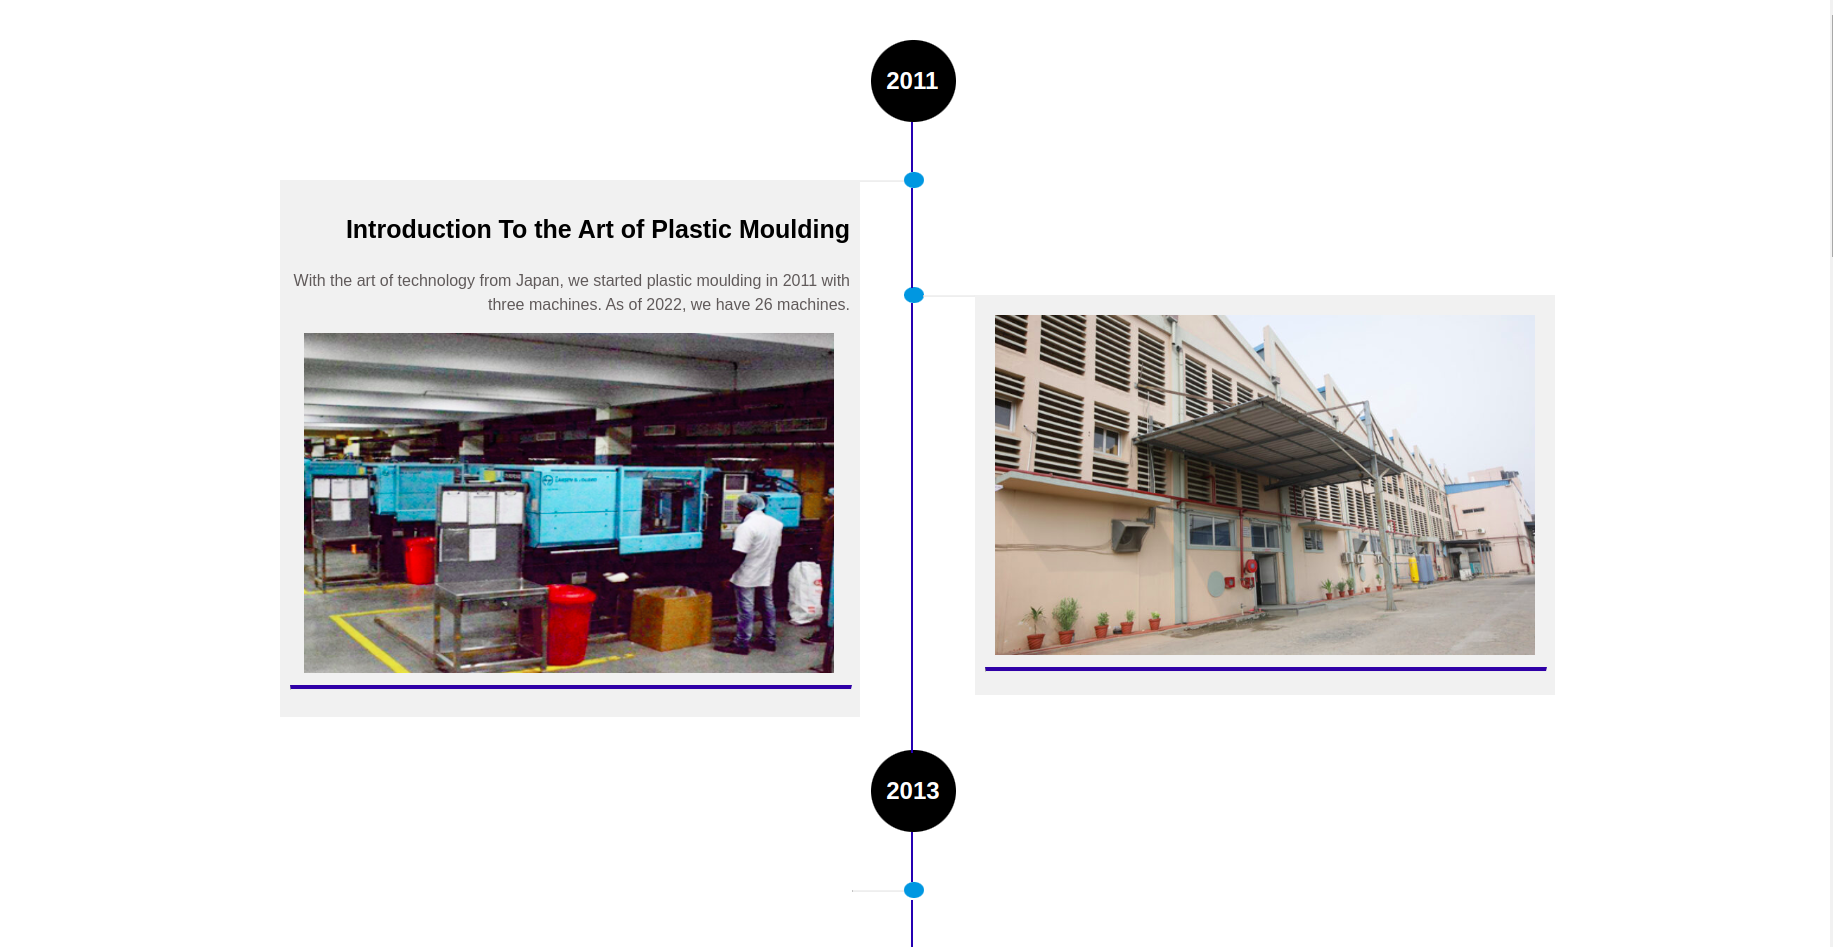 2011
Introduction To the Art of Plastic Moulding
With the art of technology from Japan, we started plastic moulding in 2011 with
three machines. As of 2022, we have 26 machines.
2013